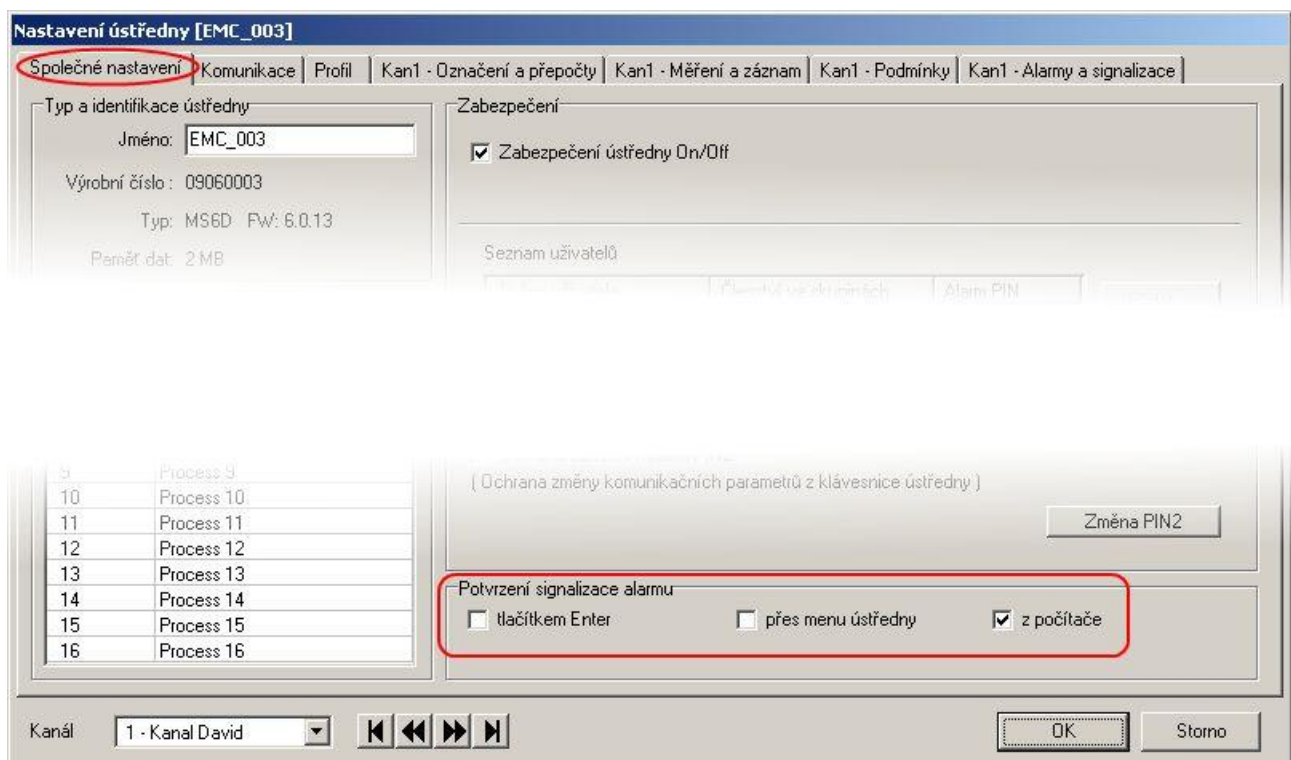 Nastavení ústředny [EMC_003]
Společné nastavení Komunikace Profil Kan1 - Označení a přepočty Kan1 - Měření a záznam Kan1 - Podmínky Kan1 - Alarmy a signalizace
Typ a identifikace ústředny
Jméno: EMC_003
Výrobní číslo : 09060003
Typ: MS6D FW: 6.0.13
Paměť dat: 2 MB
Zabezpečení
Zabezpečení ústředny On/Off
Seznam uživatelů
Členství ve skupinách Alarm PIN
9 Process 9
10 Process 10
11 Process 11
12 Process 12
13 Process 13
14 Process 14
15 Process 15
16 Process 16
( Ochrana změny komunikačních parametrů z klávesnice ústředny )
Změna PIN2
Potvrzení signalizace alarmu
tlačítkem Enter přes menu ústředny z počítače
Kanál 1 - Kanal David
OK Storno